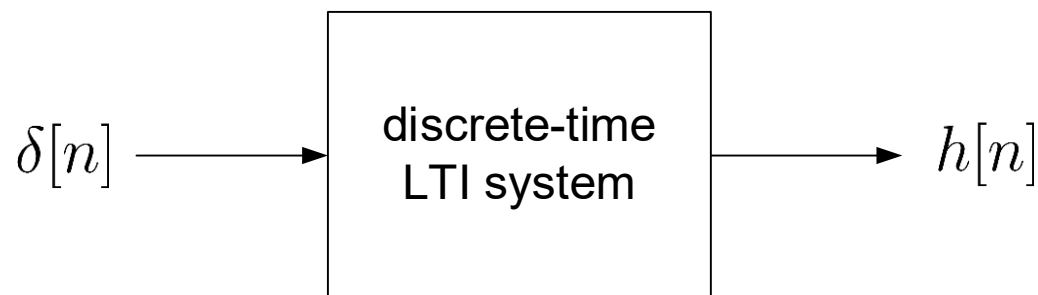 δ[n]
discrete-time
LTI system
h[n]